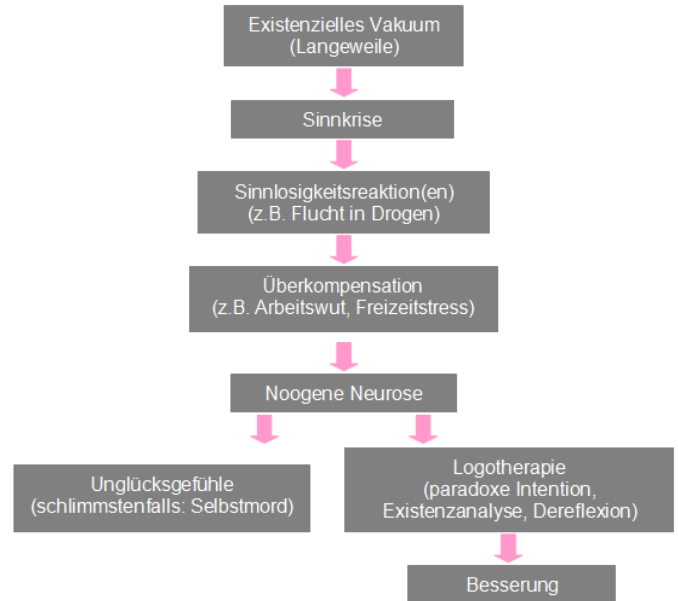 Existenzielles Vakuum
(Langeweile)
Sinnkrise
Sinnlosigkeitsreaktion(en)
(z.B. Flucht in Drogen)
Überkompensation
(z.B. Arbeitswut, Freizeitstress)
Noogene Neurose
Unglücksgefühle
(schlimmstenfalls: Selbstmord)
Logotherapie
(paradoxe Intention,
Existenzanalyse, Dereflexion)
Besserung